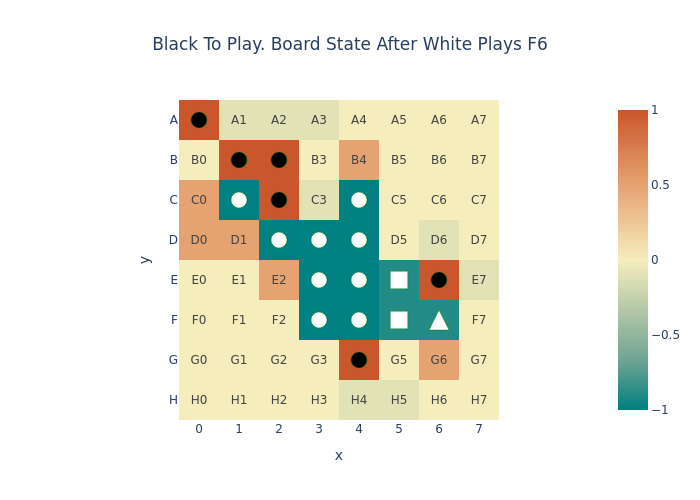 Black To Play. Board State After White Plays F6
A A1 A2 A3 A4 A5 A6 A7
B B0 B3 B4 B5 B6 B7
C C0 C3 C5 C6 C7
D D0 D1 D5 D6 D7
E E0 E1 E2 E7
F F0 F1 F2 F7
G G0 G1 G2 G3 G5 G6 G7
H H0 H1 H2 H3 H4 H5 H6 H7
0 1 2 3 4 5 6 7
x
y
1
0.5
0
−0.5
−1